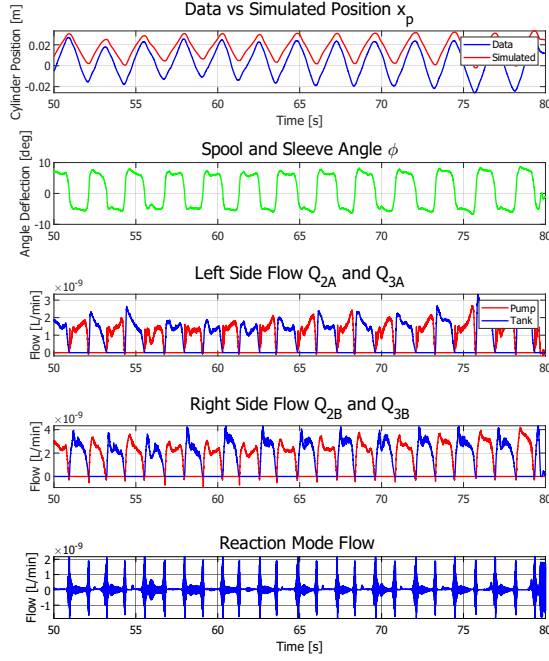 Data vs Simulated Position x_p
Cylinder Position [m]
0.02
0
-0.02
Data
Simulated
50 55 60 65 70 75 80
Time [s]
Spool and Sleeve Angle ϕ
Angle Deflection [deg]
10
0
-10
50 55 60 65 70 75 80
Left Side Flow Q_2A and Q_3A
×10^-9
Flow [L/min]
3
2
1
0
Pump
Tank
50 55 60 65 70 75 80
Right Side Flow Q_2B and Q_3B
×10^-9
Flow [L/min]
4
2
0
50 55 60 65 70 75 80
Reaction Mode Flow
×10^-9
Flow [L/min]
2
1
0
-1
50 55 60 65 70 75 80
Time [s]